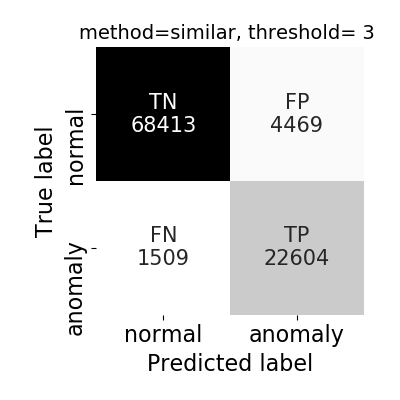 method=similar, threshold= 3
True label
normal
TN
68413
FP
4469
anomaly
FN
1509
TP
22604
normal
anomaly
Predicted label